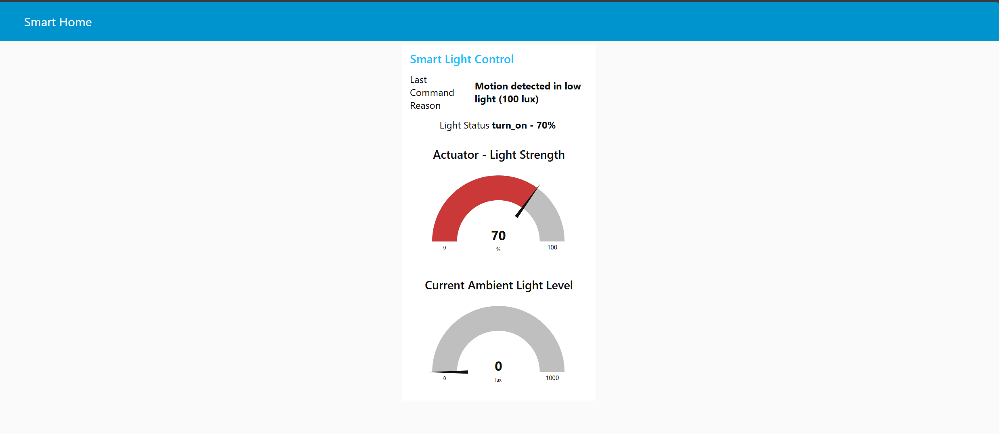 Smart Home
Smart Light Control
Last
Command
Reason
Motion detected in low
light (100 lux)
Light Status turn_on - 70%
Actuator - Light Strength
70
%
0
100
Current Ambient Light Level
0
lux
0
1000